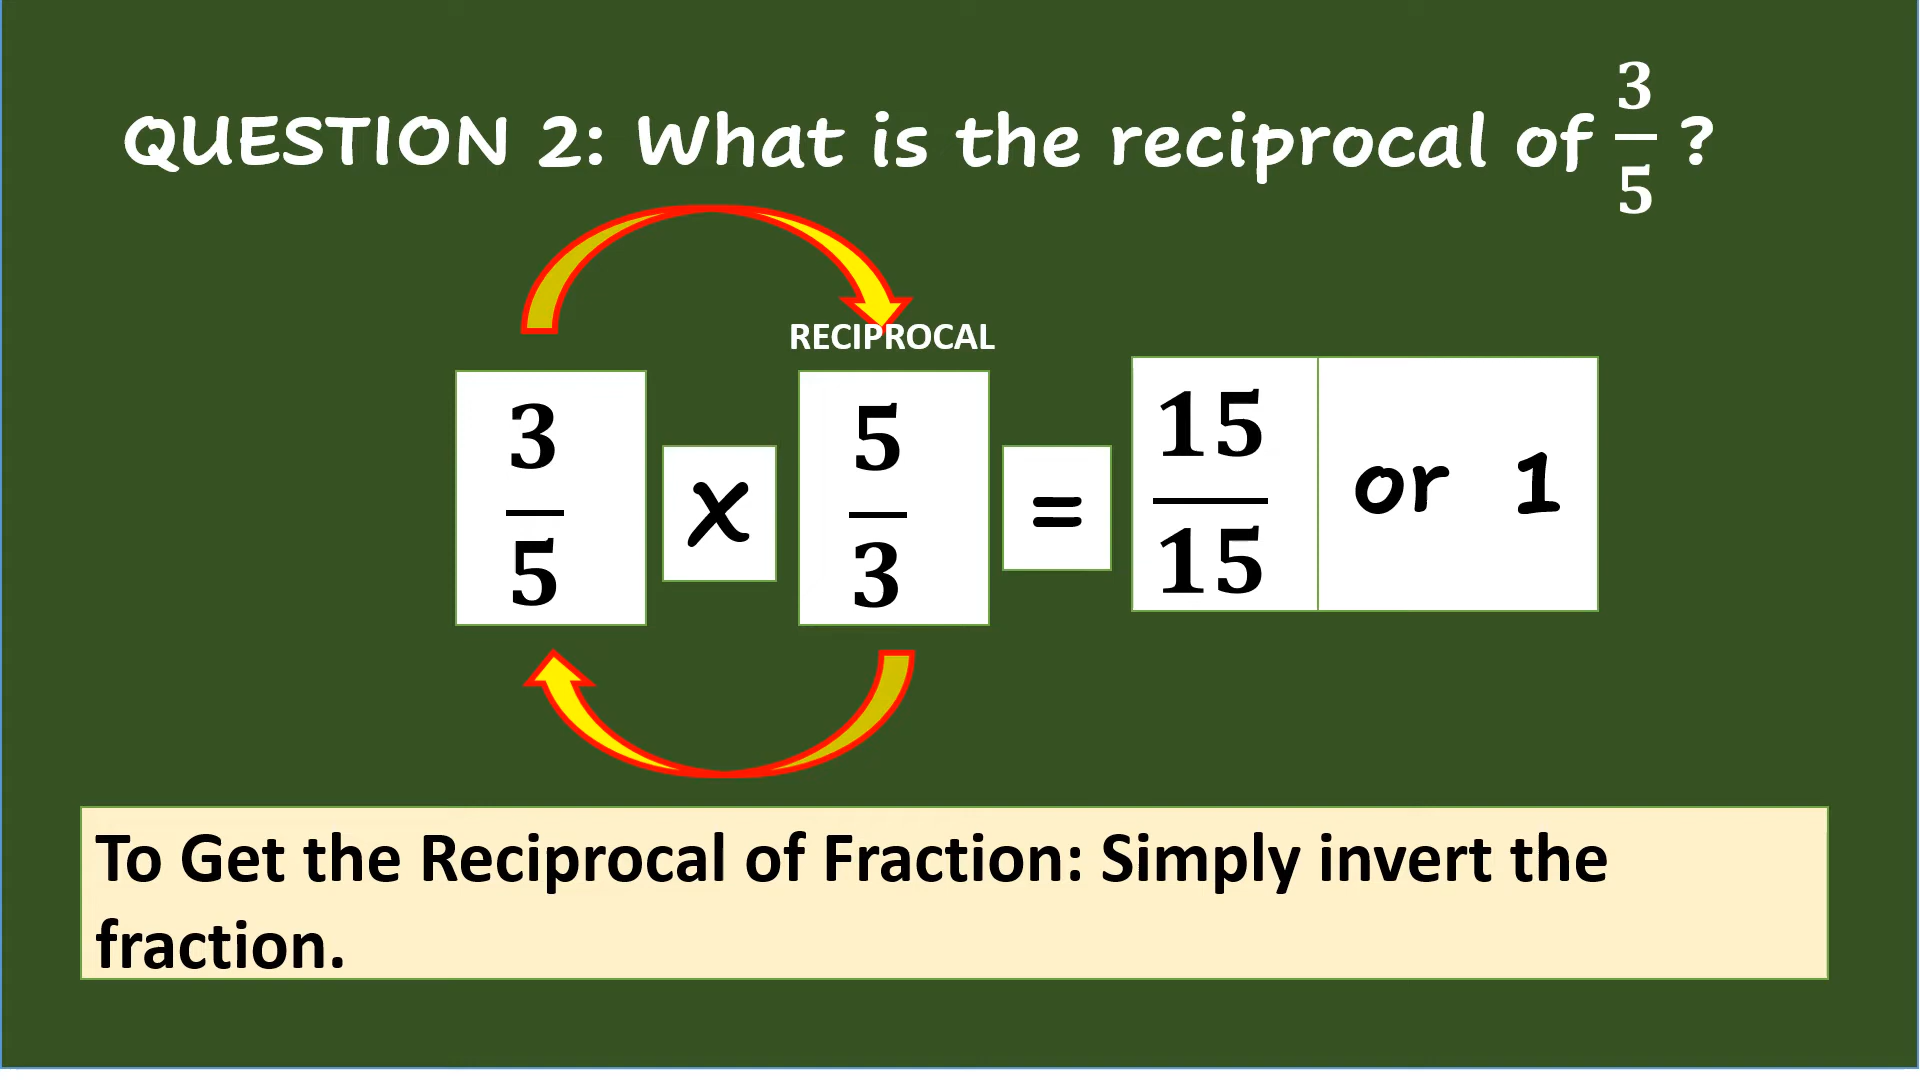 QUESTION 2: What is the reciprocal of 3/5 ?
RECIPROCAL
3/5 x 5/3 = 15/15 or 1
To Get the Reciprocal of Fraction: Simply invert the
fraction.